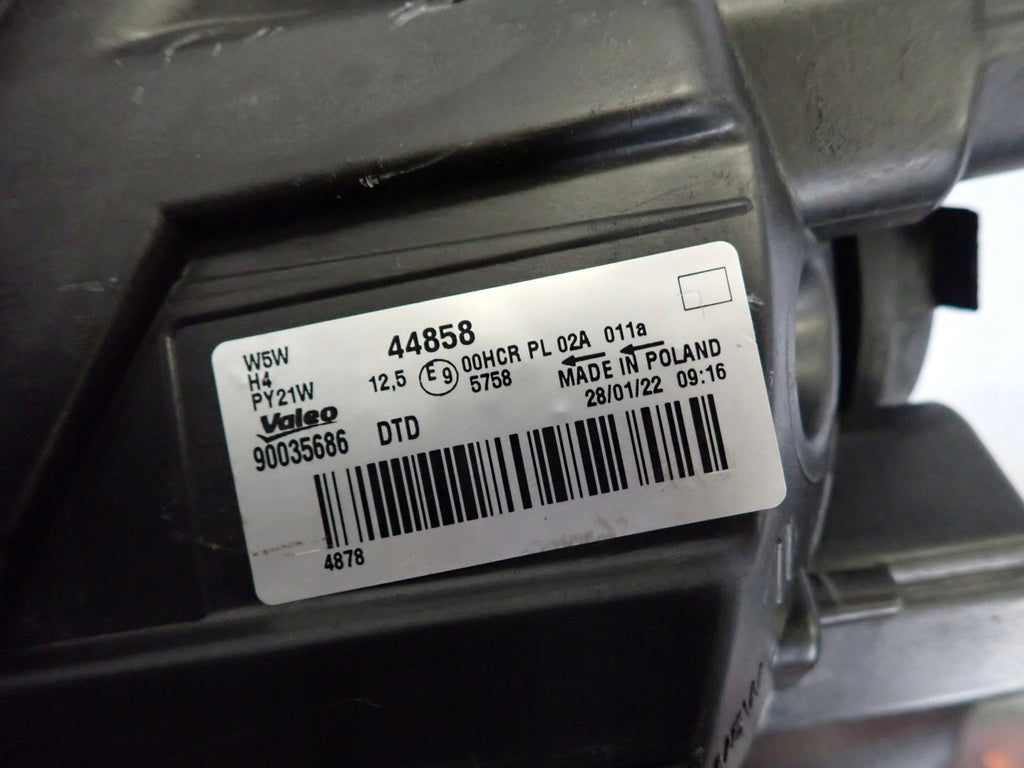 W5W
H4
PY21W
Valeo
90035686
44858
12,5 E9 00HCR PL 02A 011a
5758
MADE IN POLAND
28/01/22 09:16
DTD
4878